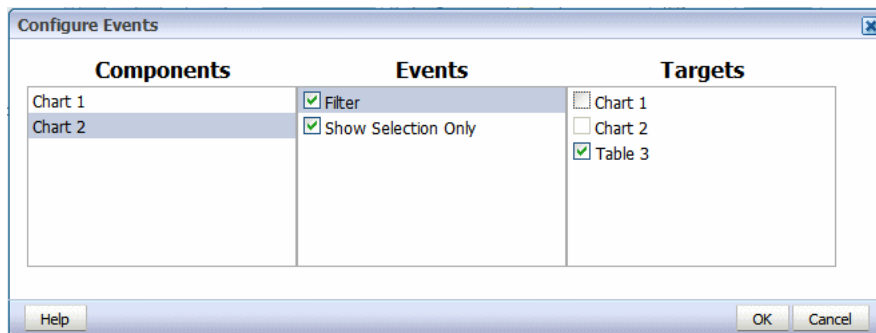 Configure Events
Components Events Targets
Chart 1 Filter Chart 1
Chart 2 Show Selection Only Chart 2
Table 3
Help OK Cancel